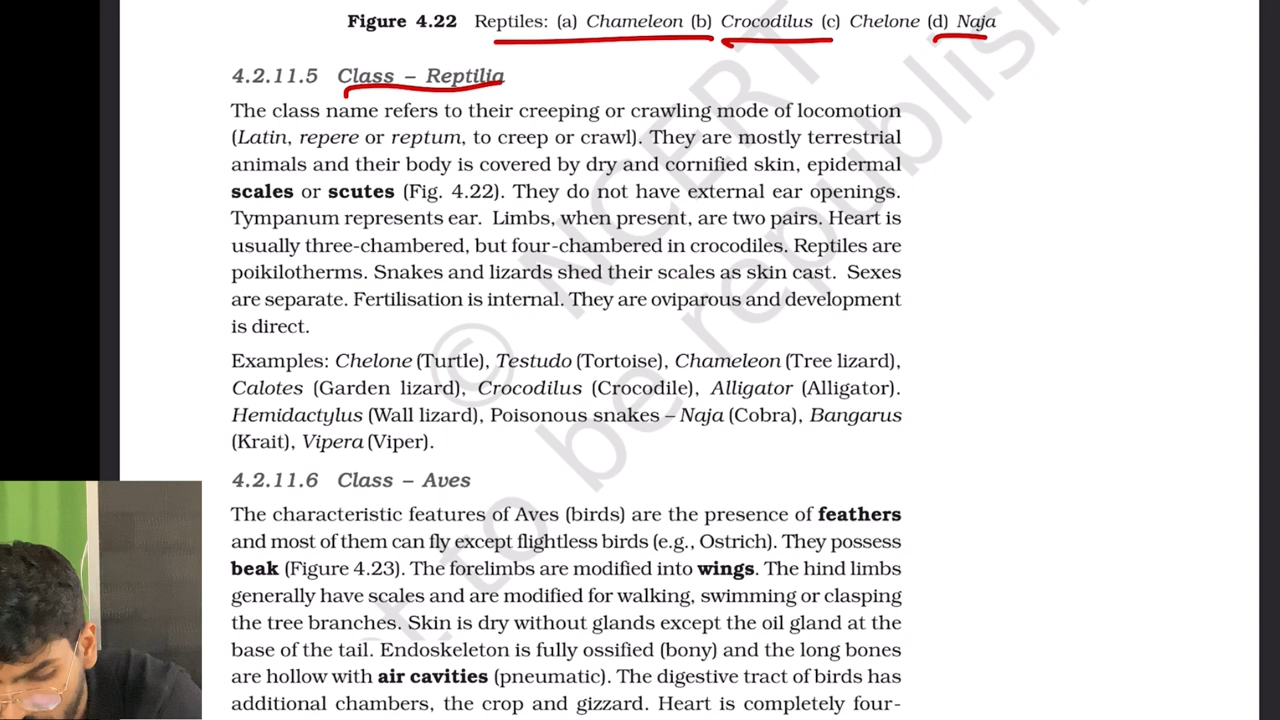 Figure 4.22 Reptiles: (a) Chameleon (b) Crocodilus (c) Chelone (d) Naja
4.2.11.5 Class – Reptilia
The class name refers to their creeping or crawling mode of locomotion
(Latin, repere or reptum, to creep or crawl). They are mostly terrestrial
animals and their body is covered by dry and cornified skin, epidermal
scales or scutes (Fig. 4.22). They do not have external ear openings.
Tympanum represents ear. Limbs, when present, are two pairs. Heart is
usually three-chambered, but four-chambered in crocodiles. Reptiles are
poikilotherms. Snakes and lizards shed their scales as skin cast. Sexes
are separate. Fertilisation is internal. They are oviparous and development
is direct.
Examples: Chelone (Turtle), Testudo (Tortoise), Chameleon (Tree lizard),
Calotes (Garden lizard), Crocodilus (Crocodile), Alligator (Alligator).
Hemidactylus (Wall lizard), Poisonous snakes – Naja (Cobra), Bangarus
(Krait), Vipera (Viper).
4.2.11.6 Class – Aves
The characteristic features of Aves (birds) are the presence of feathers
and most of them can fly except flightless birds (e.g., Ostrich). They possess
beak (Figure 4.23). The forelimbs are modified into wings. The hind limbs
generally have scales and are modified for walking, swimming or clasping
the tree branches. Skin is dry without glands except the oil gland at the
base of the tail. Endoskeleton is fully ossified (bony) and the long bones
are hollow with air cavities (pneumatic). The digestive tract of birds has
additional chambers, the crop and gizzard. Heart is completely four-
© NCERT
to be republish